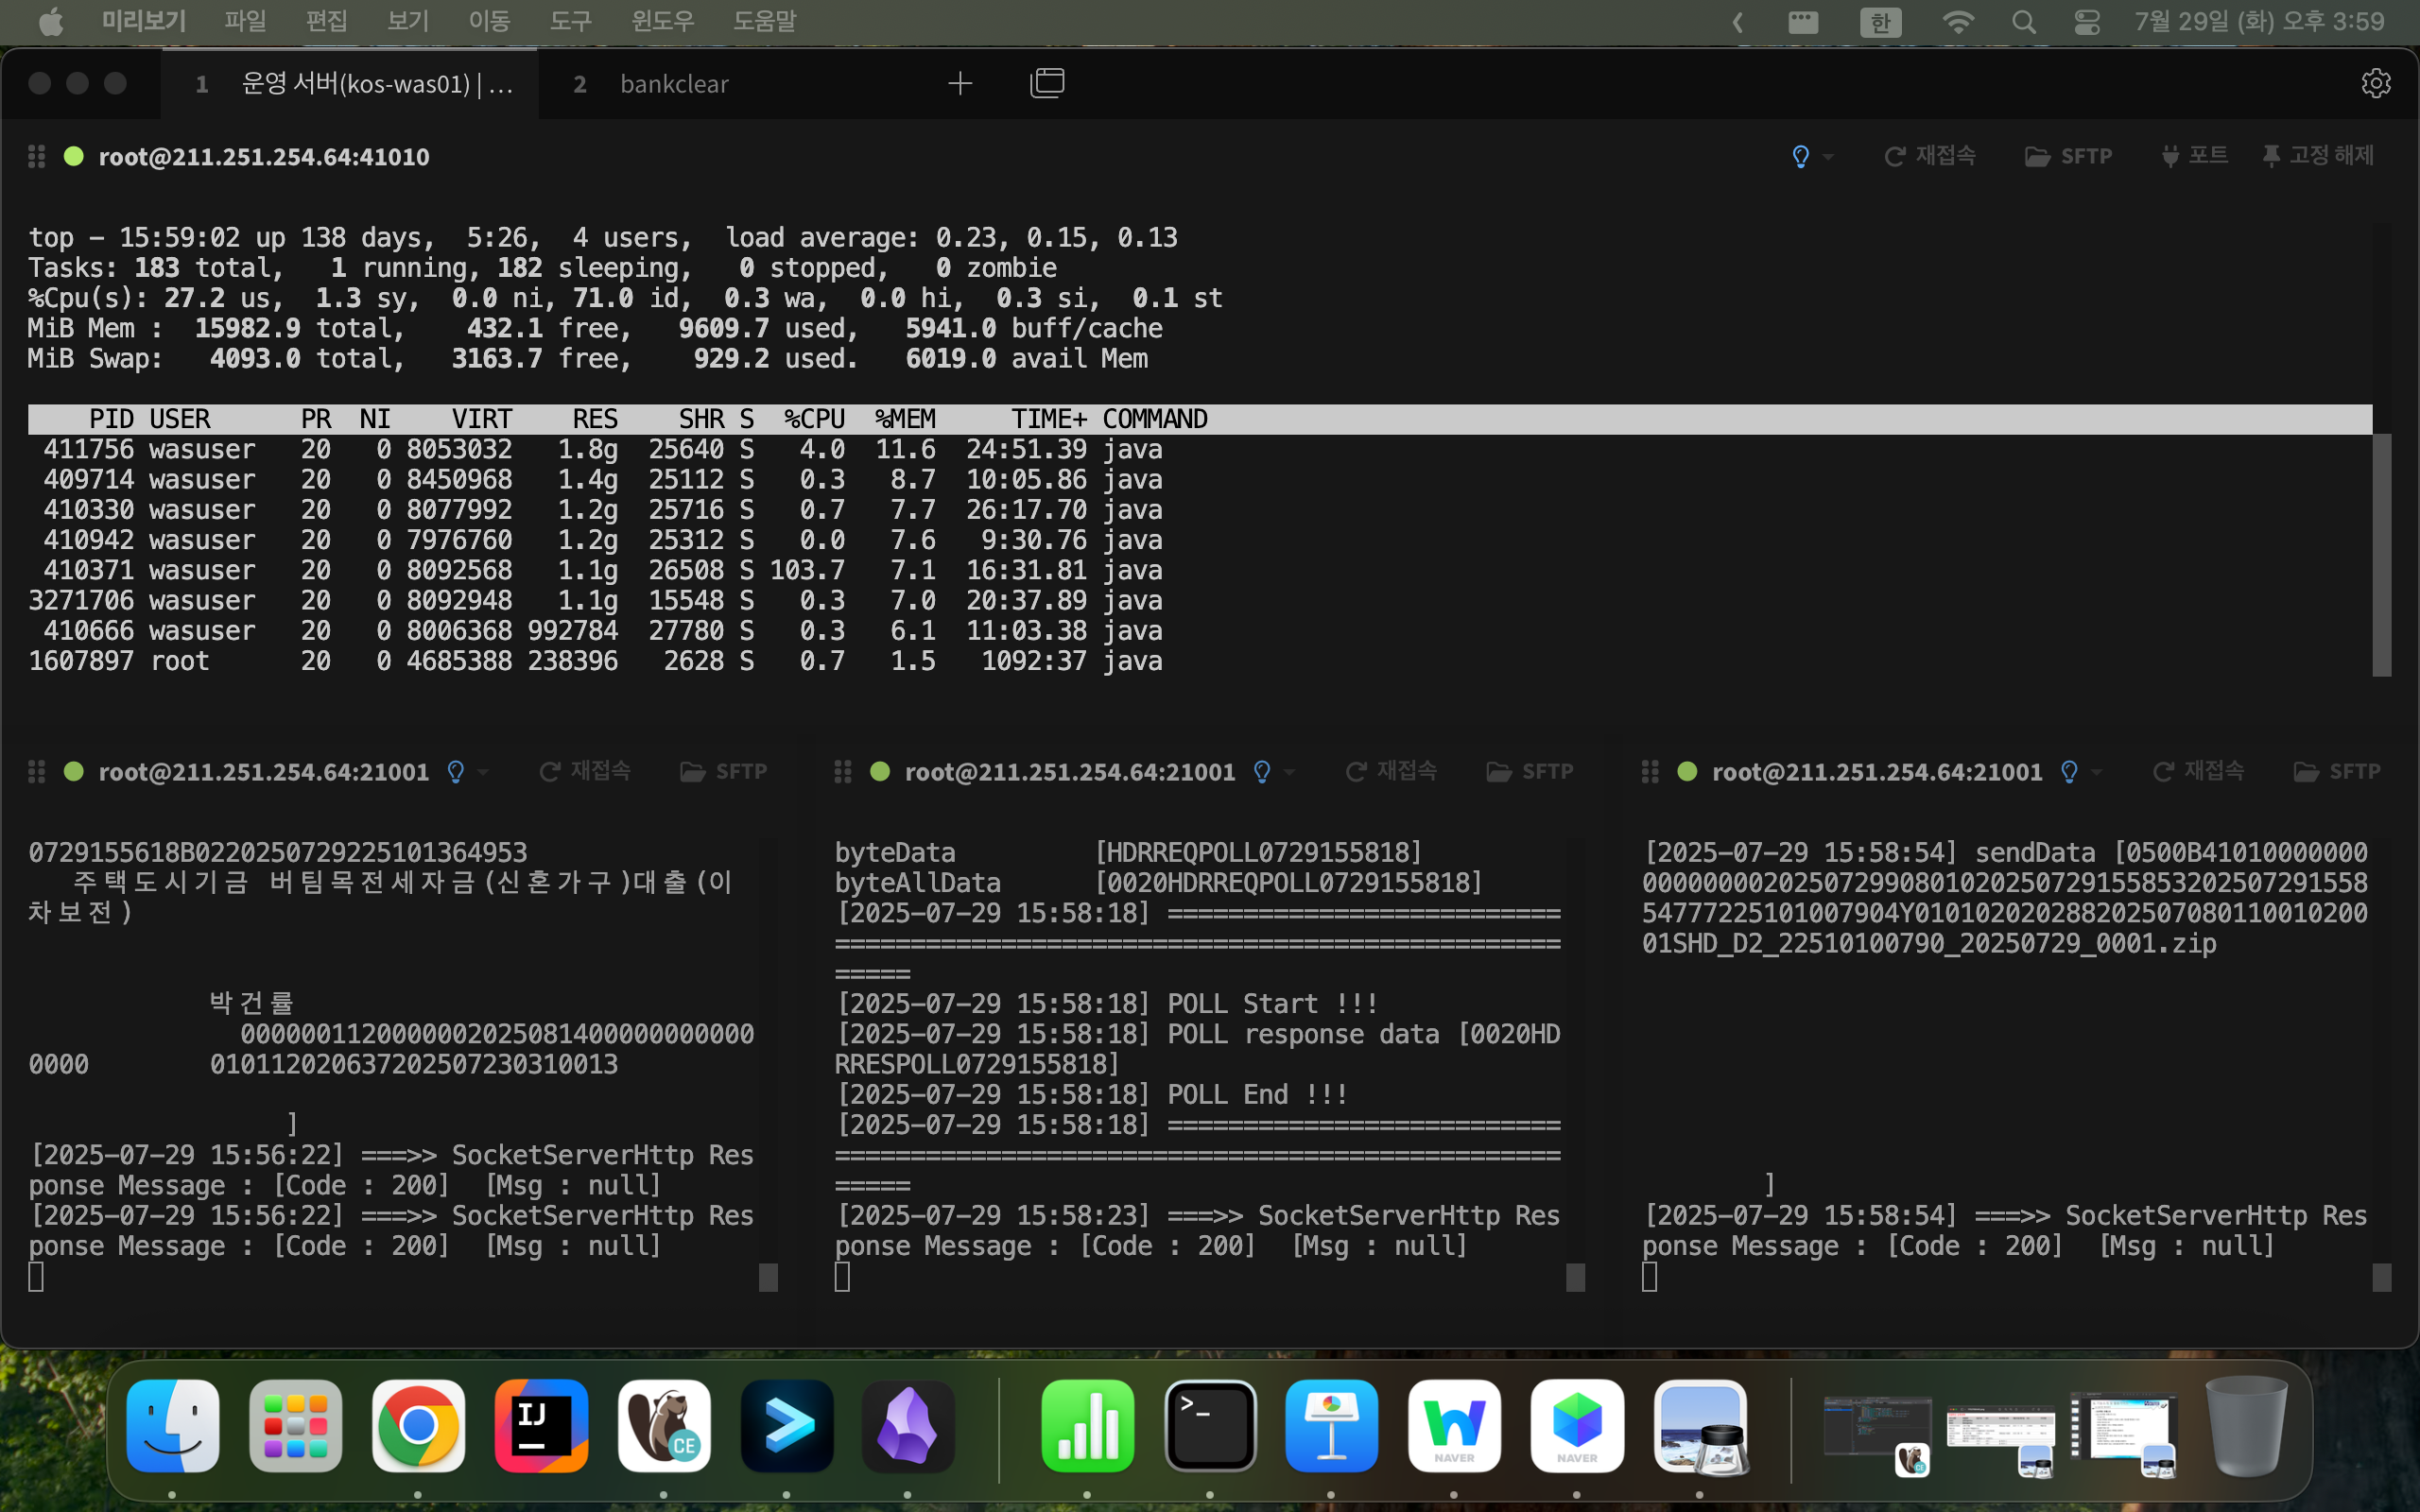 미리보기 파일 편집 보기 이동 도구 윈도우 도움말 한 7월 29일 (화) 오후 3:59
1 운영 서버(kos-was01) | ... 2 bankclear
root@211.251.254.64:41010 재접속 SFTP 포트 고정 해제
top - 15:59:02 up 138 days,  5:26,  4 users,  load average: 0.23, 0.15, 0.13
Tasks: 183 total,   1 running, 182 sleeping,   0 stopped,   0 zombie
%Cpu(s): 27.2 us,  1.3 sy,  0.0 ni, 71.0 id,  0.3 wa,  0.0 hi,  0.3 si,  0.1 st
MiB Mem :  15982.9 total,    432.1 free,   9609.7 used,   5941.0 buff/cache
MiB Swap:   4093.0 total,   3163.7 free,    929.2 used.   6019.0 avail Mem
PID USER      PR  NI    VIRT    RES    SHR S  %CPU  %MEM     TIME+ COMMAND
411756 wasuser   20   0 8053032   1.8g  25640 S   4.0  11.6  24:51.39 java
409714 wasuser   20   0 8450968   1.4g  25112 S   0.3   8.7  10:05.86 java
410330 wasuser   20   0 8077992   1.2g  25716 S   0.7   7.7  26:17.70 java
410942 wasuser   20   0 7976760   1.2g  25312 S   0.0   7.6   9:30.76 java
410371 wasuser   20   0 8092568   1.1g  26508 S 103.7   7.1  16:31.81 java
3271706 wasuser   20   0 8092948   1.1g  15548 S   0.3   7.0  20:37.89 java
410666 wasuser   20   0 8006368 992784  27780 S   0.3   6.1  11:03.38 java
1607897 root      20   0 4685388 238396   2628 S   0.7   1.5   1092:37 java
root@211.251.254.64:21001 재접속 SFTP
0729155618B0220250729225101364953
주택도시기금 버팀목전세자금(신혼가구)대출(이
차보전)
박건률
0000001120000002025081400000000000
0000        010112020637202507230310013
]
[2025-07-29 15:56:22] ===>> SocketServerHttp Res
ponse Message : [Code : 200]  [Msg : null]
[2025-07-29 15:56:22] ===>> SocketServerHttp Res
ponse Message : [Code : 200]  [Msg : null]
root@211.251.254.64:21001 재접속 SFTP
byteData         [HDRREQPOLL0729155818]
byteAllData      [0020HDRREQPOLL0729155818]
[2025-07-29 15:58:18] ==========================
================================================
=====
[2025-07-29 15:58:18] POLL Start !!!
[2025-07-29 15:58:18] POLL response data [0020HD
RRESPOLL0729155818]
[2025-07-29 15:58:18] POLL End !!!
[2025-07-29 15:58:18] ==========================
================================================
=====
[2025-07-29 15:58:23] ===>> SocketServerHttp Res
ponse Message : [Code : 200]  [Msg : null]
root@211.251.254.64:21001 재접속 SFTP
[2025-07-29 15:58:54] sendData [0500B41010000000
000000002025072990801020250729155853202507291558
54777225101007904Y010102020288202507080110010200
01SHD_D2_22510100790_20250729_0001.zip
]
[2025-07-29 15:58:54] ===>> SocketServerHttp Res
ponse Message : [Code : 200]  [Msg : null]
IJ
CE
>_
NAVER
NAVER